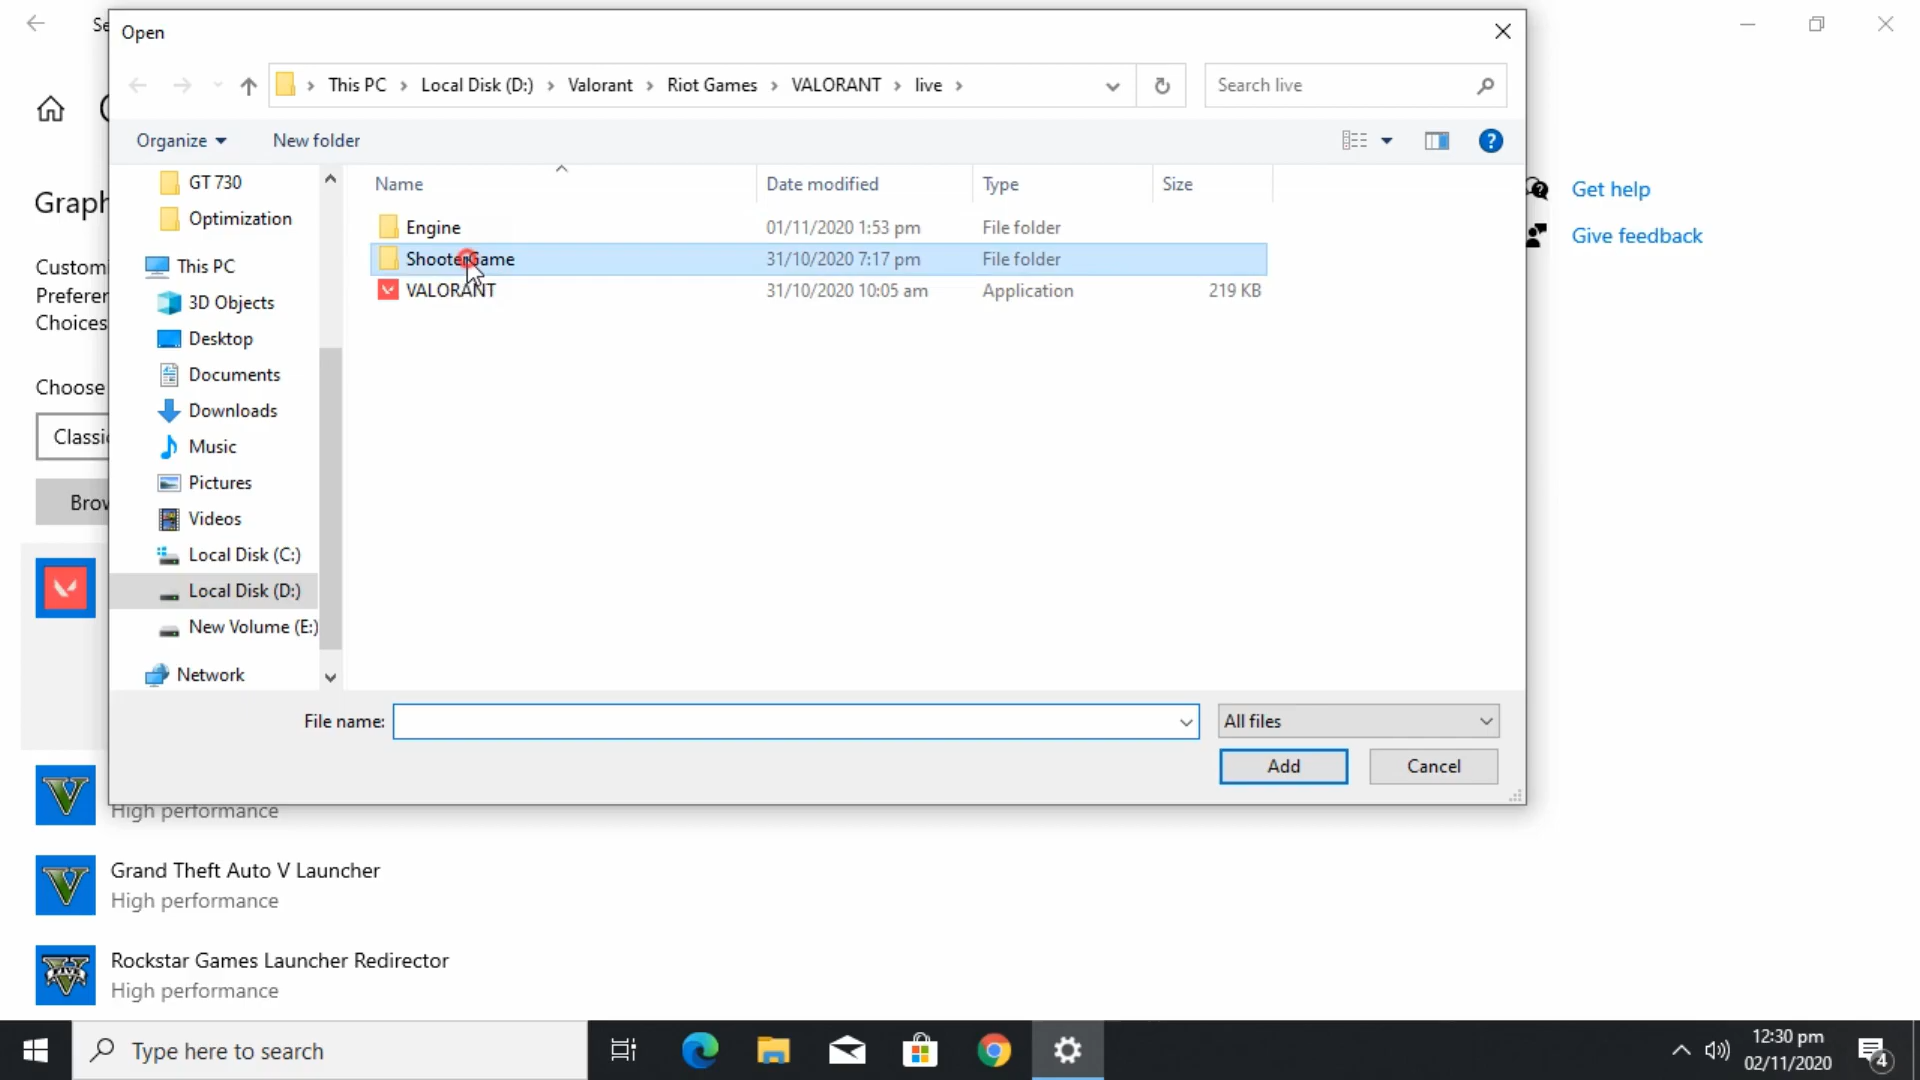 Se
Open
This PC
Local Disk (D:)
Valorant
Riot Games
VALORANT
live
Search live
Organize
New folder
Name
Date modified
Type
Size
GT 730
Optimization
This PC
3D Objects
Desktop
Documents
Downloads
Music
Pictures
Videos
Local Disk (C:)
Local Disk (D:)
New Volume (E:)
Network
Engine
01/11/2020 1:53 pm
File folder
ShooterGame
31/10/2020 7:17 pm
File folder
VALORANT
31/10/2020 10:05 am
Application
219 KB
File name:
All files
Add
Cancel
Graph
Customi
Preferen
Choices
Choose
Classi
Brow
Get help
Give feedback
High performance
Grand Theft Auto V Launcher
High performance
Rockstar Games Launcher Redirector
High performance
Type here to search
12:30 pm
02/11/2020
4